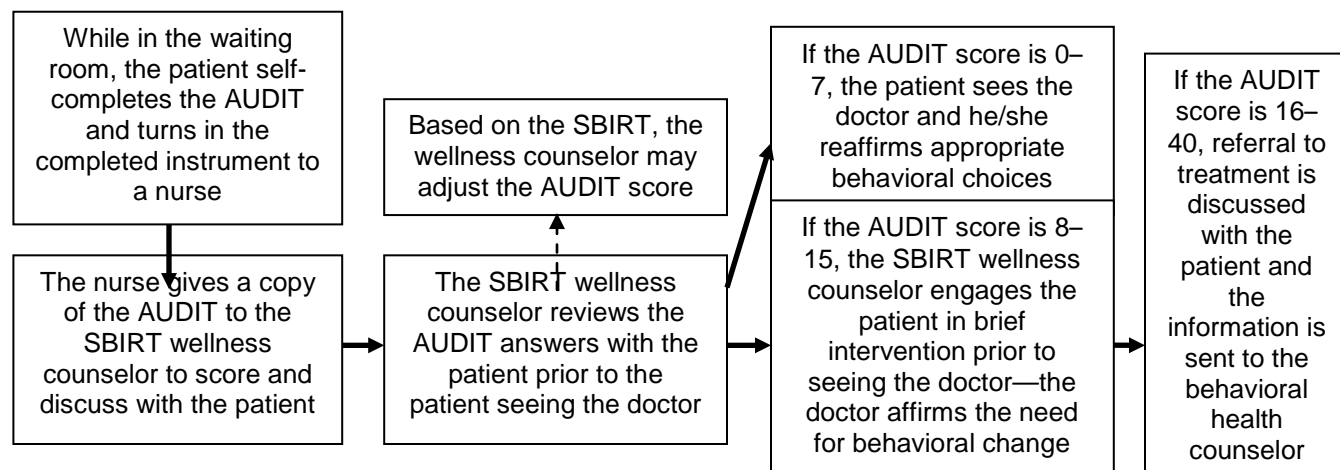 While in the waiting
room, the patient self-
completes the AUDIT
and turns in the
completed instrument to
a nurse
The nurse gives a copy
of the AUDIT to the
SBIRT wellness
counselor to score and
discuss with the patient
Based on the SBIRT, the
wellness counselor may
adjust the AUDIT score
The SBIRT wellness
counselor reviews the
AUDIT answers with the
patient prior to the
patient seeing the doctor
If the AUDIT score is 0–
7, the patient sees the
doctor and he/she
reaffirms appropriate
behavioral choices
If the AUDIT score is 8–
15, the SBIRT wellness
counselor engages the
patient in brief
intervention prior to
seeing the doctor—the
doctor affirms the need
for behavioral change
If the AUDIT
score is 16–
40, referral to
treatment is
discussed
with the
patient and
the
information is
sent to the
behavioral
health
counselor